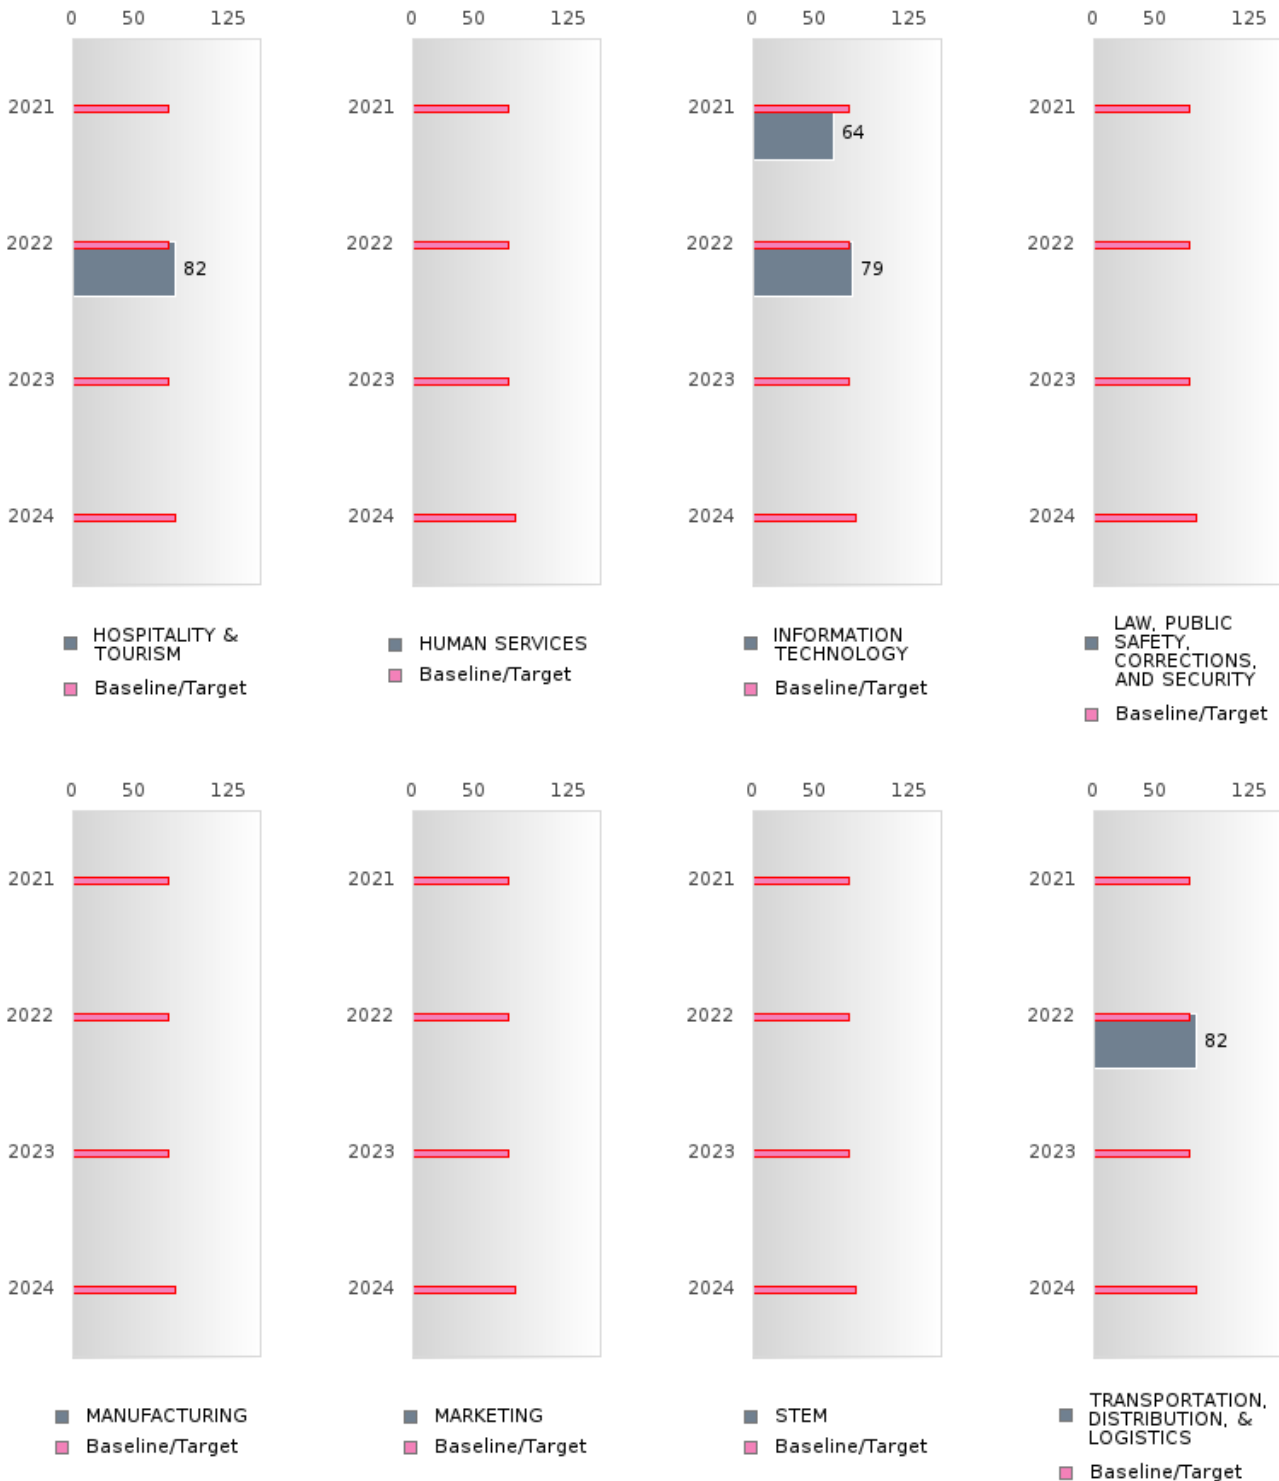 0 50 125
2021
2022
82
2023
2024
HOSPITALITY &
TOURISM
Baseline/Target
0 50 125
2021
2022
2023
2024
HUMAN SERVICES
Baseline/Target
0 50 125
2021
64
2022
79
2023
2024
INFORMATION
TECHNOLOGY
Baseline/Target
0 50 125
2021
2022
2023
2024
LAW, PUBLIC
SAFETY,
CORRECTIONS,
AND SECURITY
Baseline/Target
0 50 125
2021
2022
2023
2024
MANUFACTURING
Baseline/Target
0 50 125
2021
2022
2023
2024
MARKETING
Baseline/Target
0 50 125
2021
2022
2023
2024
STEM
Baseline/Target
0 50 125
2021
2022
82
2023
2024
TRANSPORTATION,
DISTRIBUTION, &
LOGISTICS
Baseline/Target